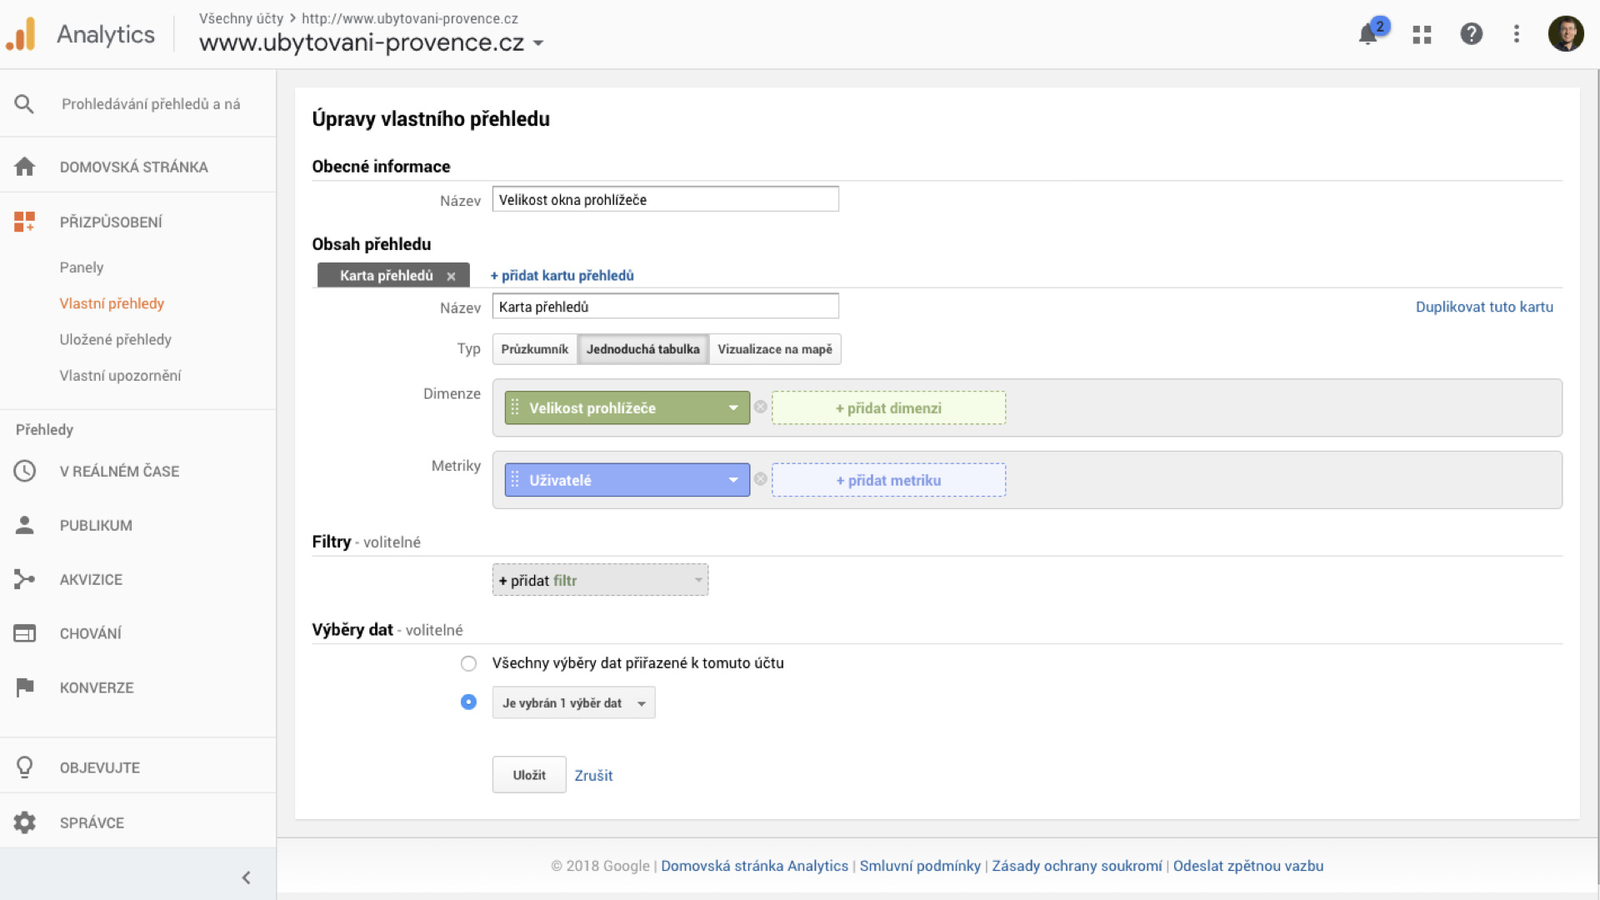 Analytics
Všechny účty > http://www.ubytovani-provence.cz
www.ubytovani-provence.cz
2
Prohledávání přehledů a ná
DOMOVSKÁ STRÁNKA
PŘIZPŮSOBENÍ
Panely
Vlastní přehledy
Uložené přehledy
Vlastní upozornění
Přehledy
V REÁLNÉM ČASE
PUBLIKUM
AKVIZICE
CHOVÁNÍ
KONVERZE
OBJEVUJTE
SPRÁVCE
Úpravy vlastního přehledu
Obecné informace
Název Velikost okna prohlížeče
Obsah přehledu
Karta přehledů x + přidat kartu přehledů
Název Karta přehledů Duplikovat tuto kartu
Typ Průzkumník Jednoduchá tabulka Vizualizace na mapě
Dimenze Velikost prohlížeče + přidat dimenzi
Metriky Uživatelé + přidat metriku
Filtry - volitelné
+ přidat filtr
Výběry dat - volitelné
Všechny výběry dat přiřazené k tomuto účtu
Je vybrán 1 výběr dat
Uložit Zrušit
© 2018 Google | Domovská stránka Analytics | Smluvní podmínky | Zásady ochrany soukromí | Odeslat zpětnou vazbu